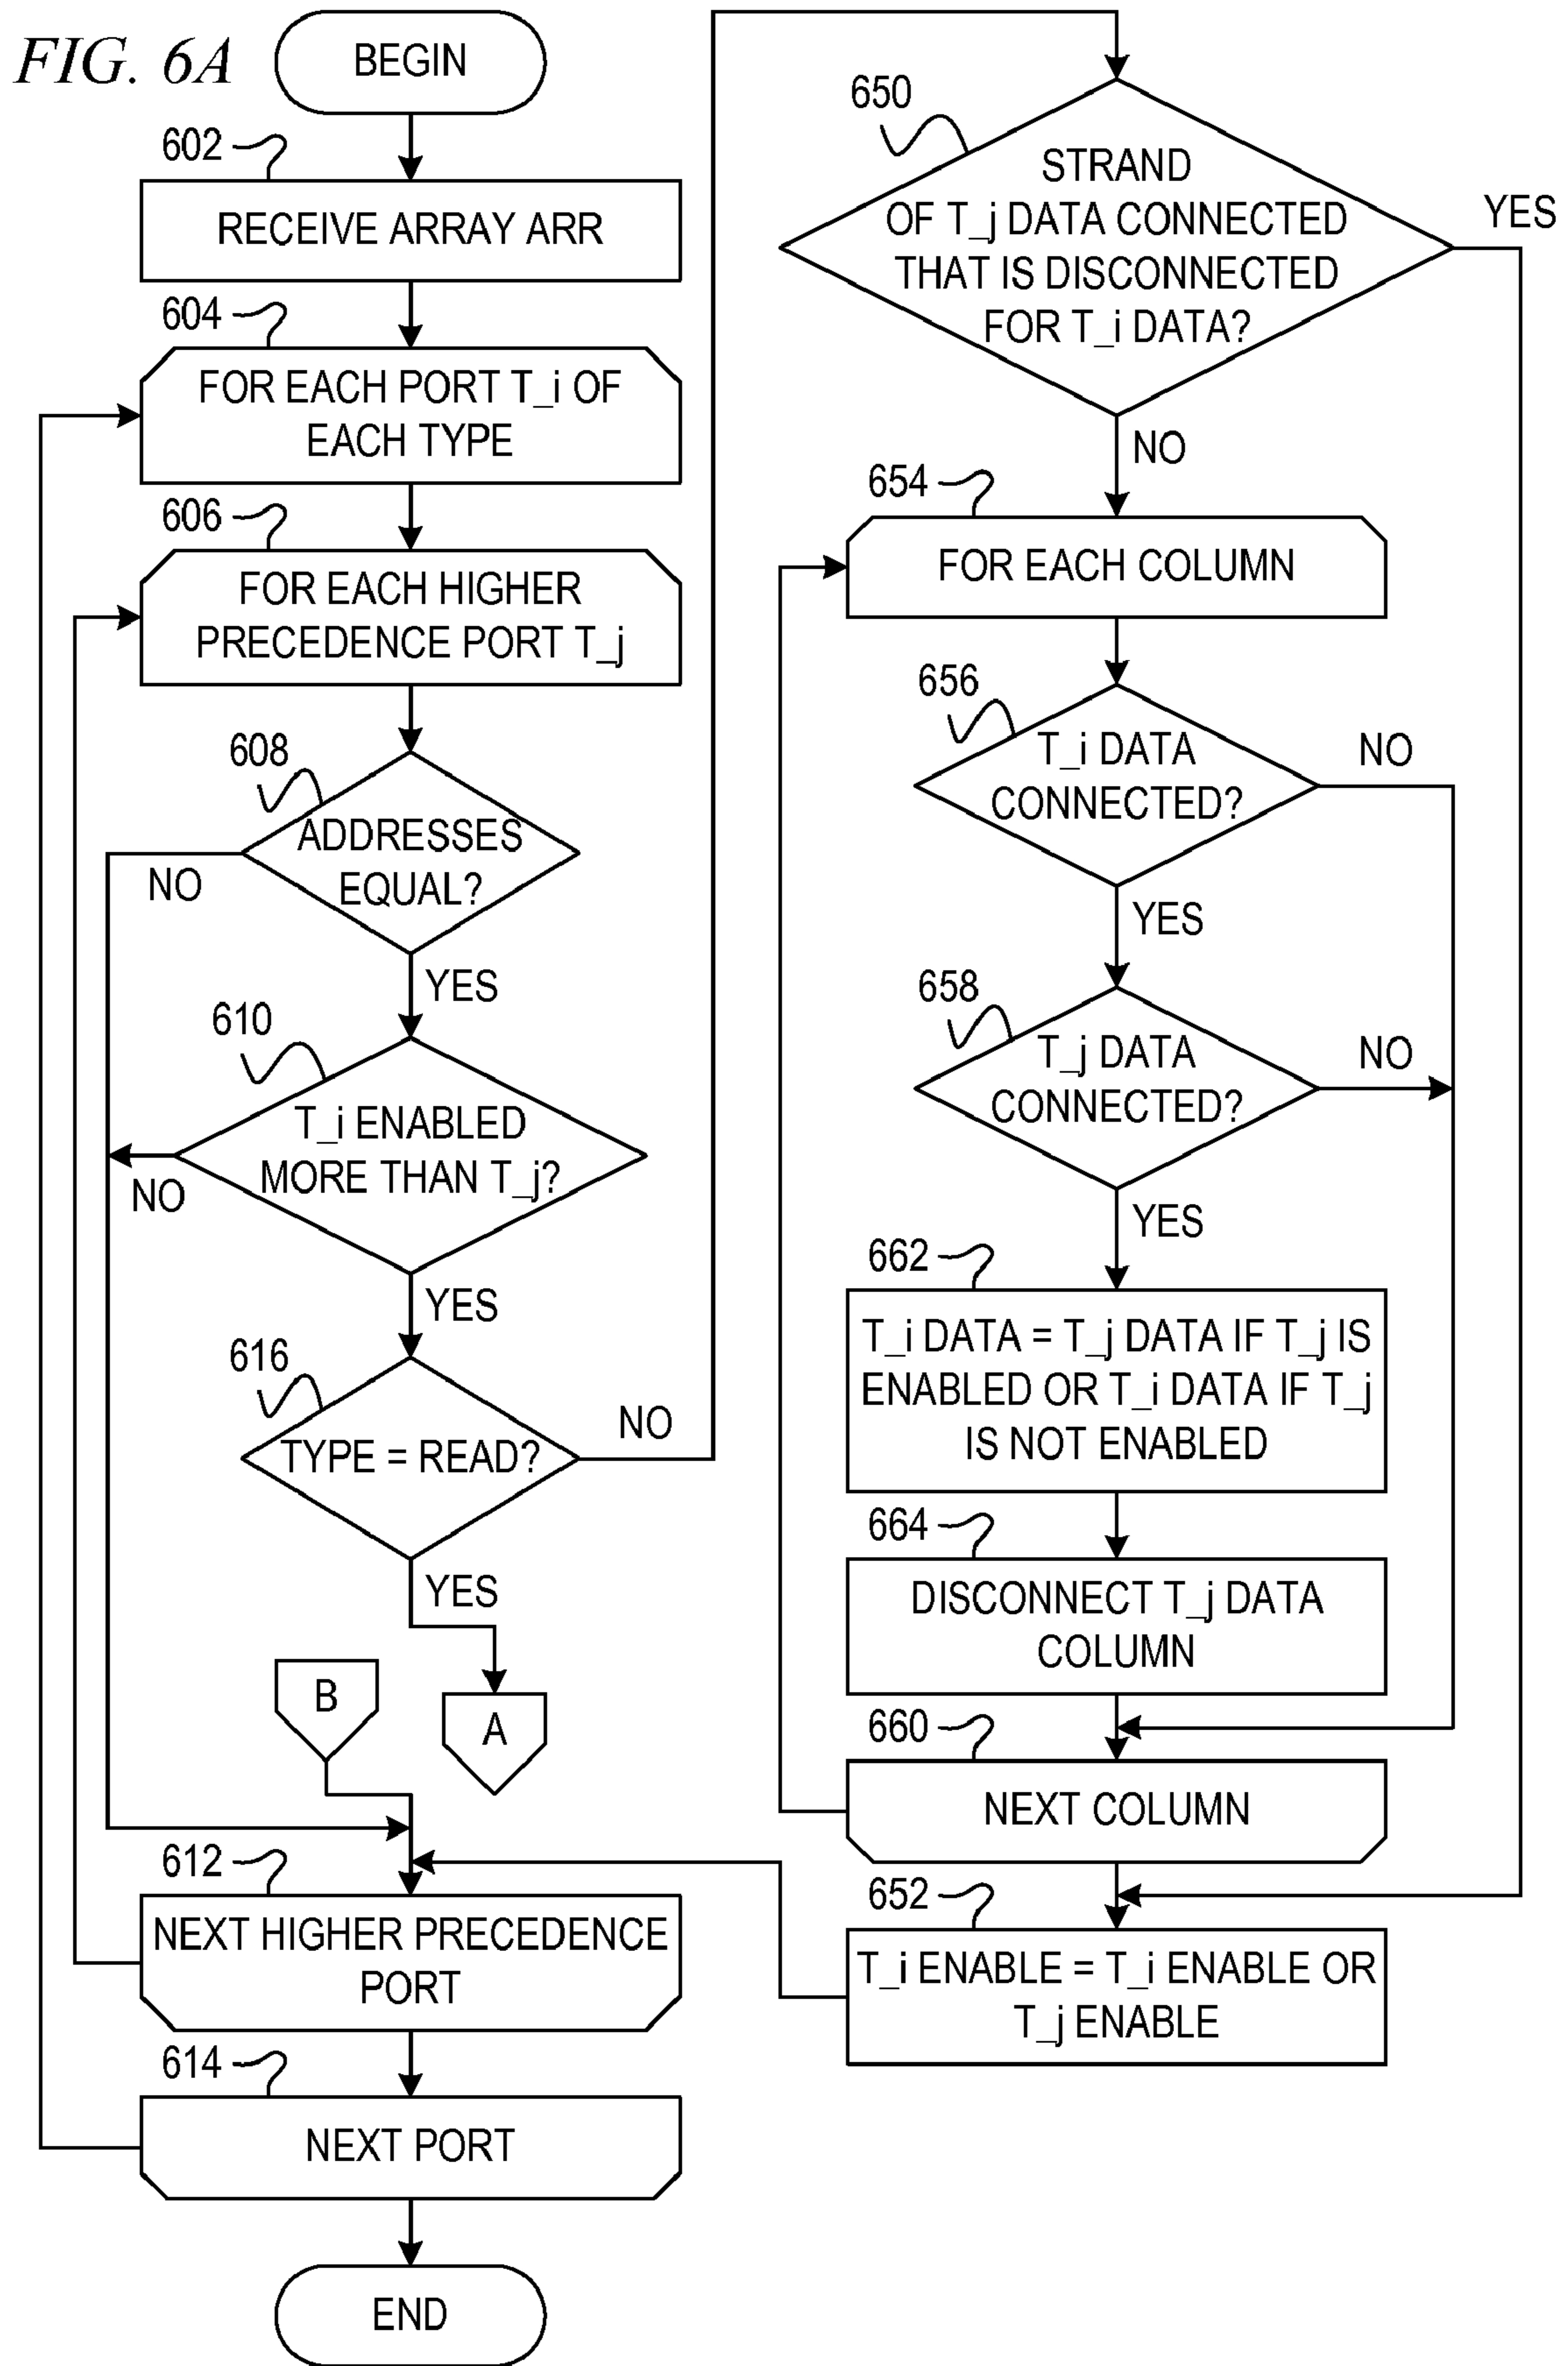 FIG. 6A
BEGIN
602
RECEIVE ARRAY ARR
604
FOR EACH PORT T_i OF
EACH TYPE
606
FOR EACH HIGHER
PRECEDENCE PORT T_j
608
ADDRESSES
EQUAL?
NO
YES
610
T_i ENABLED
MORE THAN T_j?
NO
YES
616
TYPE = READ?
NO
YES
B
A
612
NEXT HIGHER PRECEDENCE
PORT
614
NEXT PORT
END
650
STRAND
OF T_j DATA CONNECTED
THAT IS DISCONNECTED
FOR T_i DATA?
YES
NO
654
FOR EACH COLUMN
656
T_i DATA
CONNECTED?
NO
YES
658
T_j DATA
CONNECTED?
NO
YES
662
T_i DATA = T_j DATA IF T_j IS
ENABLED OR T_i DATA IF T_j
IS NOT ENABLED
664
DISCONNECT T_j DATA
COLUMN
660
NEXT COLUMN
652
T_i ENABLE = T_i ENABLE OR
T_j ENABLE